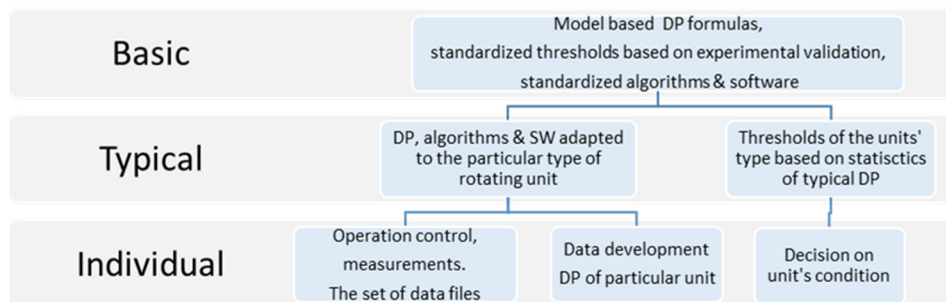 Basic
Model based DP formulas,
standardized thresholds based on experimental validation,
standardized algorithms & software
Typical
DP, algorithms & SW adapted
to the particular type of
rotating unit
Thresholds of the units'
type based on statisctics
of typical DP
Individual
Operation control,
measurements.
The set of data files
Data development
DP of particular unit
Decision on
unit's condition